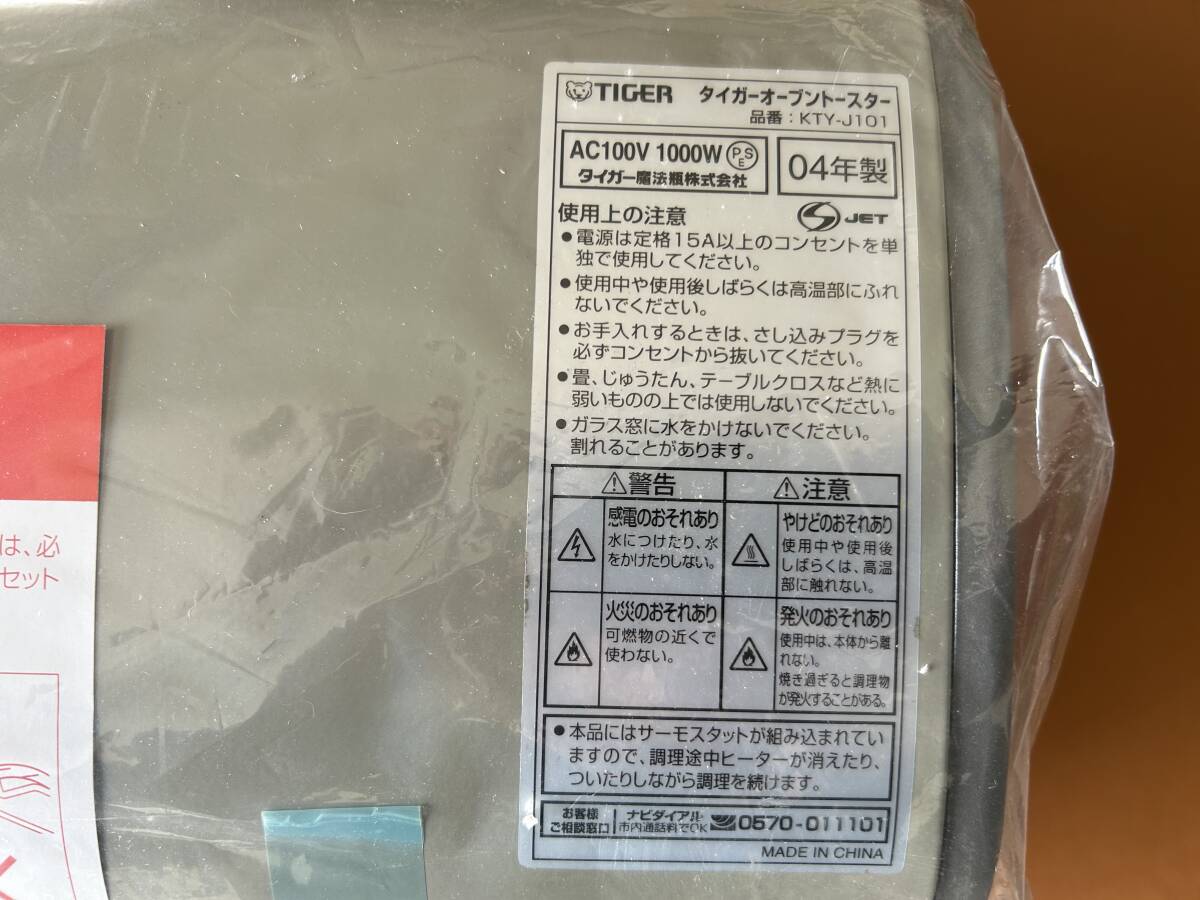 TIGER タイガーオーブントースター
品番：KTY-J101
AC100V 1000W PSE
タイガー魔法瓶株式会社
04年製
使用上の注意
JET
●電源は定格15A以上のコンセントを単
独で使用してください。
●使用中や使用後しばらくは高温部にふれ
ないでください。
●お手入れするときは、さし込みプラグを
必ずコンセントから抜いてください。
●畳、じゅうたん、テーブルクロスなど熱に
弱いものの上では使用しないでください。
●ガラス窓に水をかけないでください。
割れることがあります。
⚠警告
感電のおそれあり
水につけたり、水
をかけたりしない。
火災のおそれあり
可燃物の近くで
使わない。
⚠注意
やけどのおそれあり
使用中や使用後
しばらくは、高温
部に触れない。
発火のおそれあり
使用中は、本体から離
れない。
焼き過ぎると調理物
が発火することがある。
●本品にはサーモスタットが組み込まれてい
ますので、調理途中ヒーターが消えたり、
ついたりしながら調理を続けます。
お客様
ご相談窓口
ナビダイアル
市内通話料でOK
0570-011101
MADE IN CHINA
は、必
セット